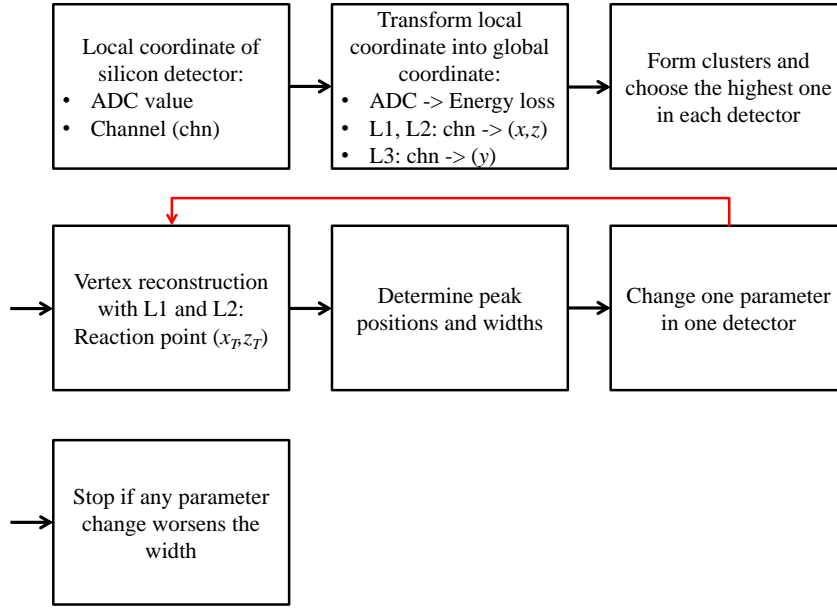 Local coordinate of
silicon detector:
• ADC value
• Channel (chn)
Transform local
coordinate into global
coordinate:
• ADC -> Energy loss
• L1, L2: chn -> (x,z)
• L3: chn -> (y)
Form clusters and
choose the highest one
in each detector
Vertex reconstruction
with L1 and L2:
Reaction point (x_T,z_T)
Determine peak
positions and widths
Change one parameter
in one detector
Stop if any parameter
change worsens the
width